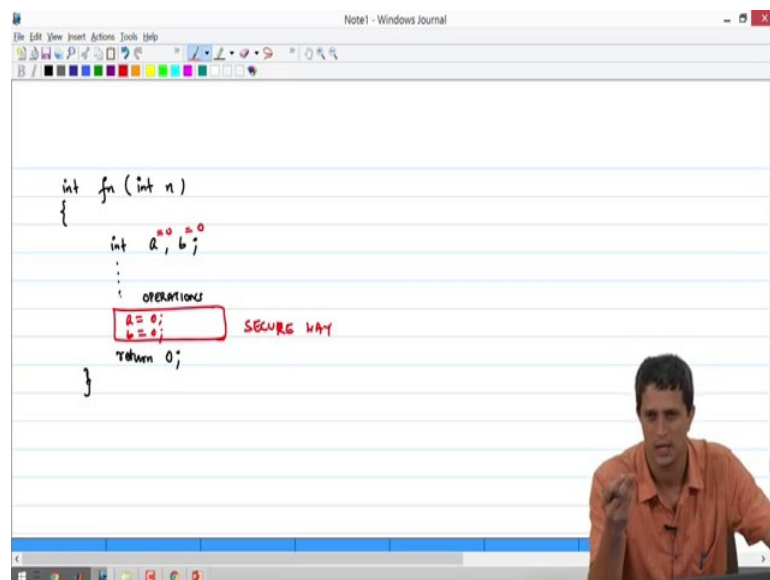 Note1 - Windows Journal
File Edit View Insert Actions Tools Help
B I
int fn (int n)
{
int a = 0, b = 0;
OPERATIONS
a = 0;
b = 0;
SECURE WAY
return 0;
}